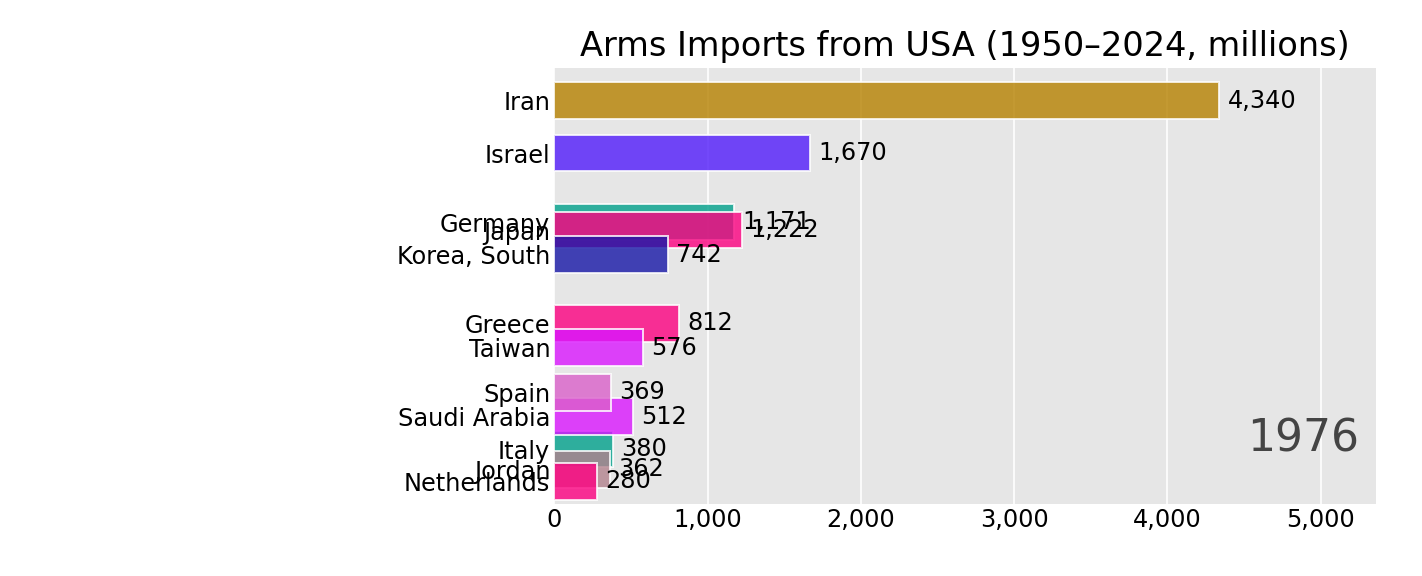 Arms Imports from USA (1950–2024, millions)
Iran 4,340
Israel 1,670
Germany 1,171
Japan 1,222
Korea, South 742
Greece 812
Taiwan 576
Spain 369
Saudi Arabia 512
1976
Italy 380
Jordan 362
Netherlands 280
0 1,000 2,000 3,000 4,000 5,000